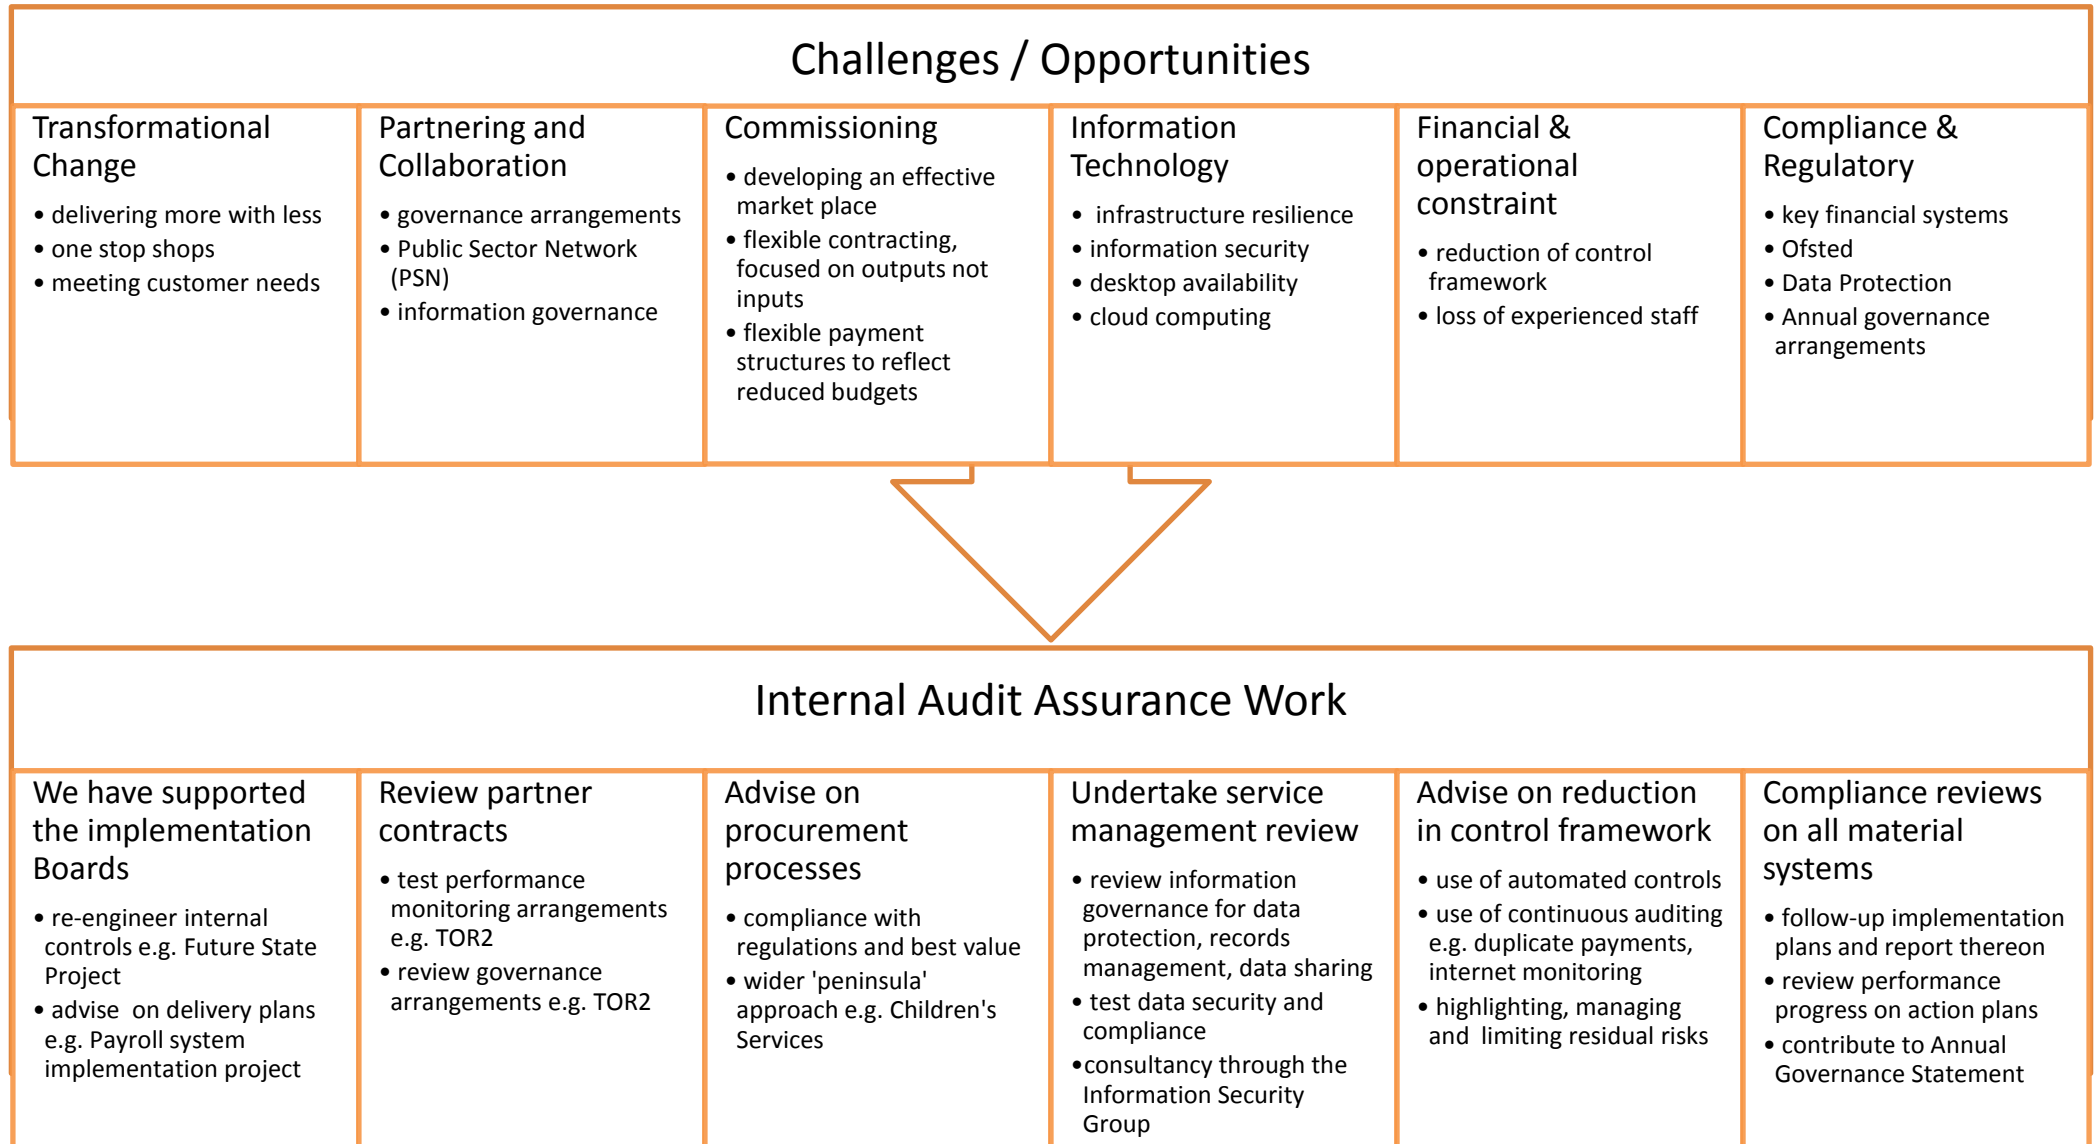 Challenges / Opportunities
Transformational
Change
• delivering more with less
• one stop shops
• meeting customer needs
Partnering and
Collaboration
• governance arrangements
• Public Sector Network
(PSN)
• information governance
Commissioning
• developing an effective
market place
• flexible contracting,
focused on outputs not
inputs
• flexible payment
structures to reflect
reduced budgets
Information
Technology
• infrastructure resilience
• information security
• desktop availability
• cloud computing
Financial &
operational
constraint
• reduction of control
framework
• loss of experienced staff
Compliance &
Regulatory
• key financial systems
• Ofsted
• Data Protection
• Annual governance
arrangements
Internal Audit Assurance Work
We have supported
the implementation
Boards
• re-engineer internal
controls e.g. Future State
Project
• advise on delivery plans
e.g. Payroll system
implementation project
Review partner
contracts
• test performance
monitoring arrangements
e.g. TOR2
• review governance
arrangements e.g. TOR2
Advise on
procurement
processes
• compliance with
regulations and best value
• wider 'peninsula'
approach e.g. Children's
Services
Undertake service
management review
• review information
governance for data
protection, records
management, data sharing
• test data security and
compliance
•consultancy through the
Information Security
Group
Advise on reduction
in control framework
• use of automated controls
• use of continuous auditing
e.g. duplicate payments,
internet monitoring
• highlighting, managing
and limiting residual risks
Compliance reviews
on all material
systems
• follow-up implementation
plans and report thereon
• review performance
progress on action plans
• contribute to Annual
Governance Statement